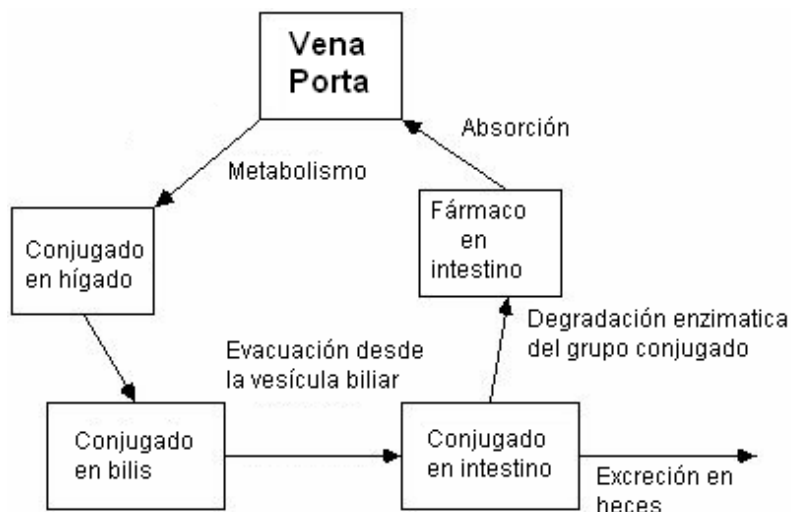 Vena
Porta
Absorción
Metabolismo
Fármaco
en
intestino
Conjugado
en hígado
Degradación enzimatica
del grupo conjugado
Evacuación desde
la vesícula biliar
Conjugado
en bilis
Conjugado
en intestino
Excreción en
heces